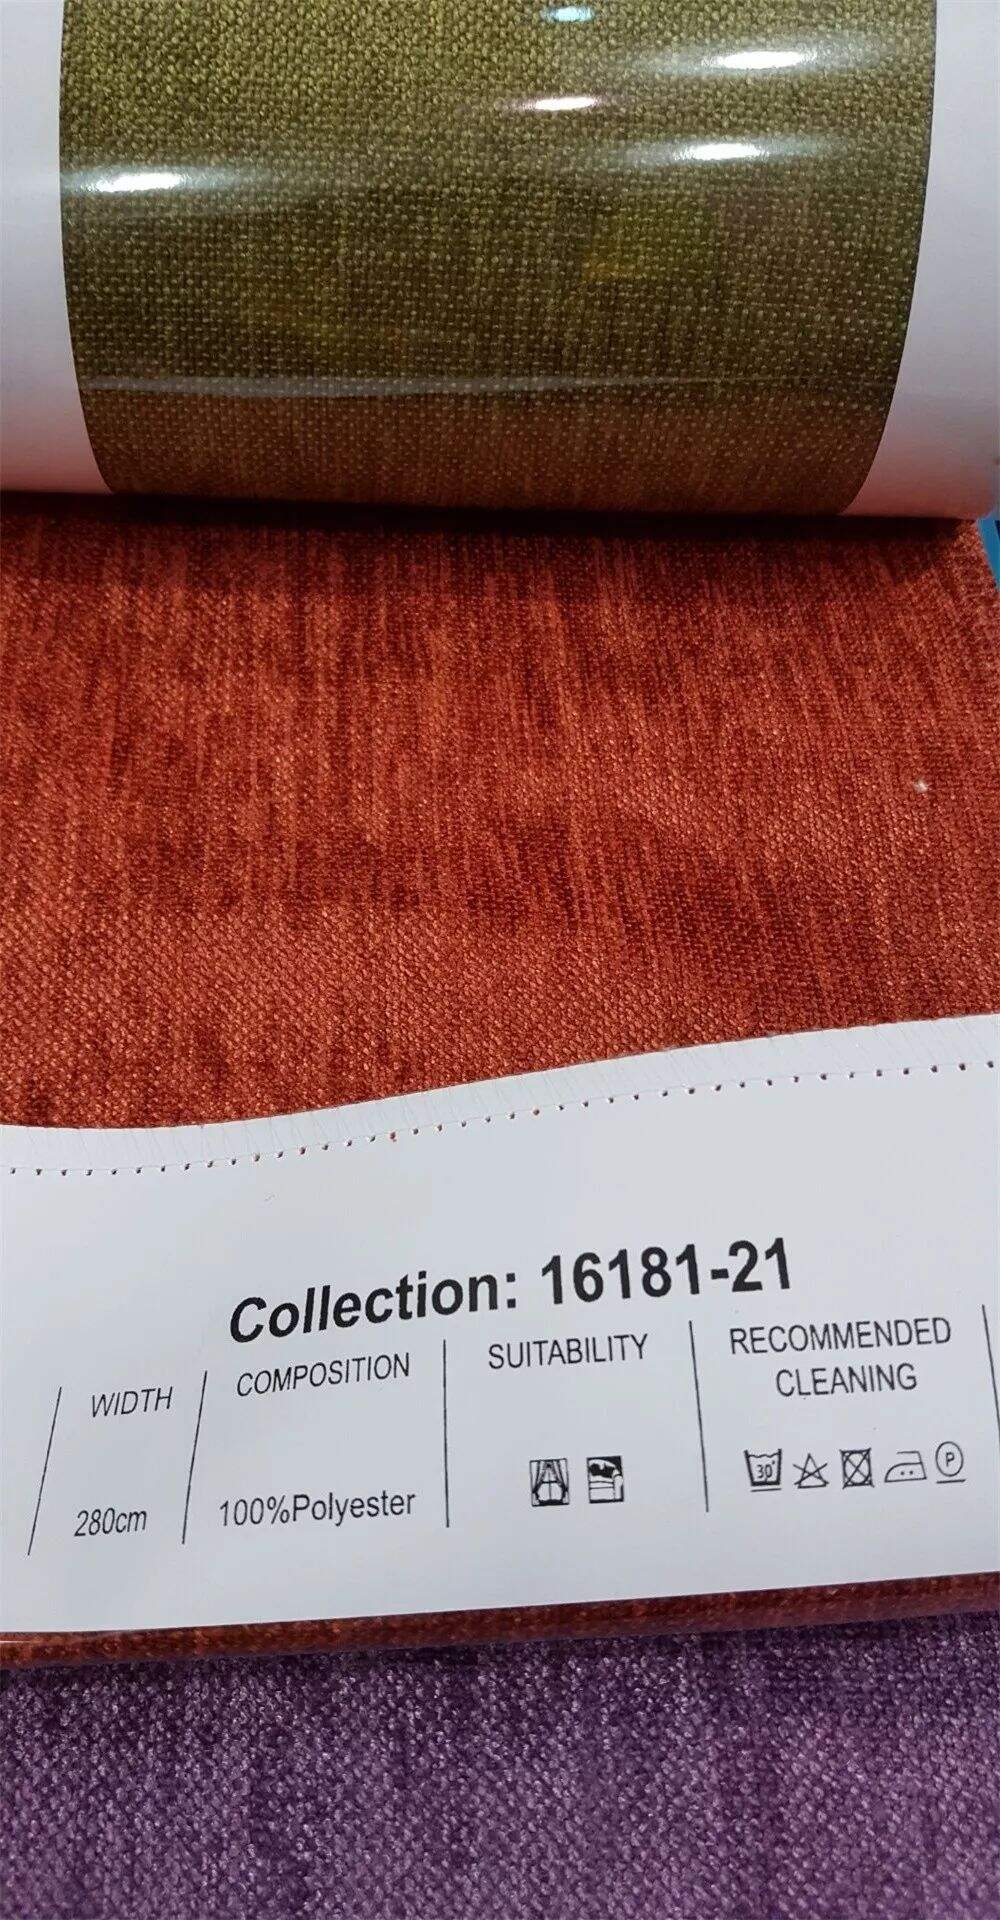 Collection: 16181-21
WIDTH
280cm
COMPOSITION
100%Polyester
SUITABILITY
RECOMMENDED
CLEANING
30°
P